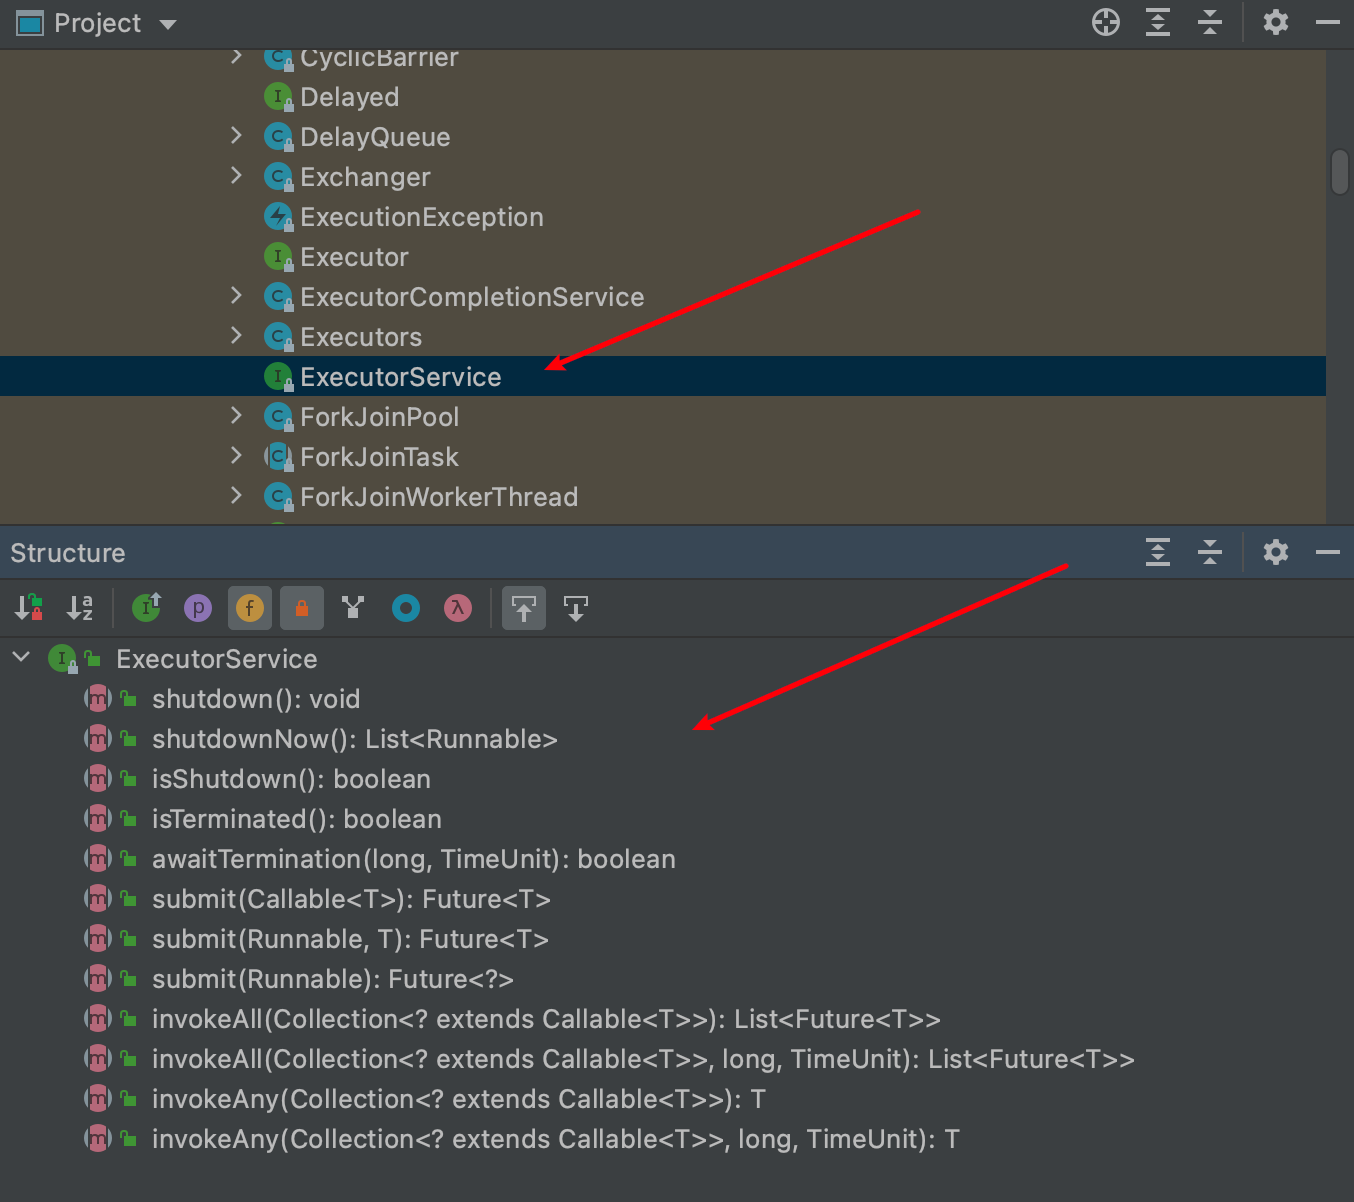 Project
CyclicBarrier
Delayed
DelayQueue
Exchanger
ExecutionException
Executor
ExecutorCompletionService
Executors
ExecutorService
ForkJoinPool
ForkJoinTask
ForkJoinWorkerThread
Structure
ExecutorService
shutdown(): void
shutdownNow(): List<Runnable>
isShutdown(): boolean
isTerminated(): boolean
awaitTermination(long, TimeUnit): boolean
submit(Callable<T>): Future<T>
submit(Runnable, T): Future<T>
submit(Runnable): Future<?>
invokeAll(Collection<? extends Callable<T>>): List<Future<T>>
invokeAll(Collection<? extends Callable<T>>, long, TimeUnit): List<Future<T>>
invokeAny(Collection<? extends Callable<T>>): T
invokeAny(Collection<? extends Callable<T>>, long, TimeUnit): T